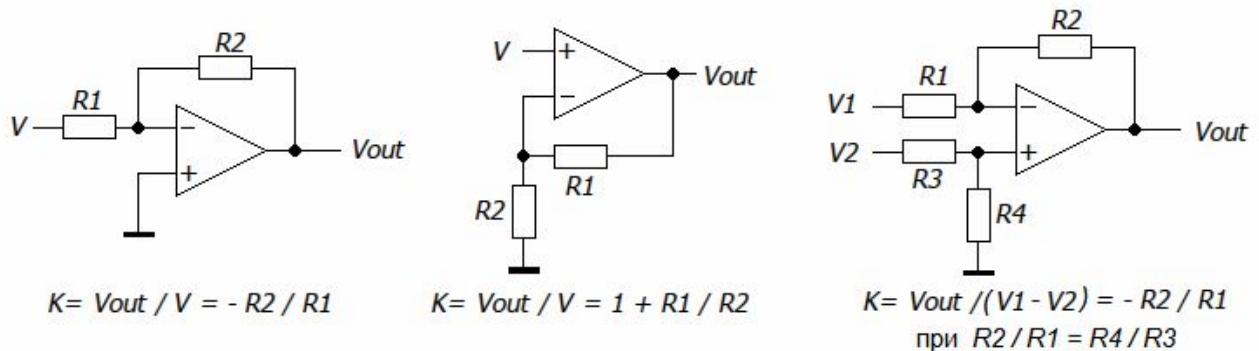 R2
R1
V
−
+
Vout
K= Vout / V = - R2 / R1
V
+
−
Vout
R1
R2
K= Vout / V = 1 + R1 / R2
R2
R1
V1
−
V2
+
Vout
R3
R4
K= Vout /(V1 - V2) = - R2 / R1
при R2 / R1 = R4 / R3